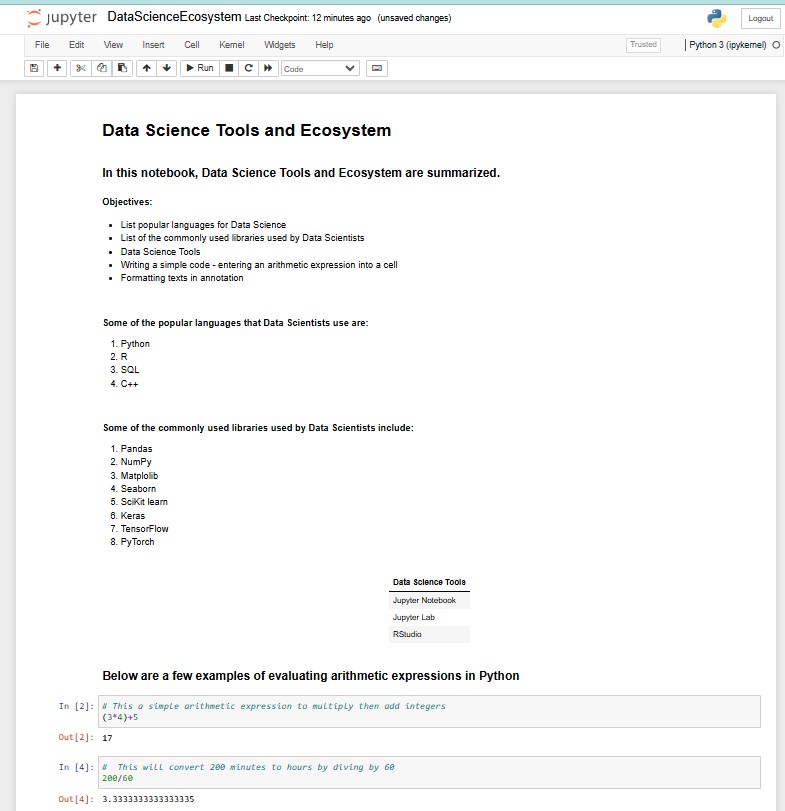 jupyter DataScienceEcosystem Last Checkpoint: 12 minutes ago (unsaved changes)
Logout
File Edit View Insert Cell Kernel Widgets Help
Trusted
Python 3 (ipykernel)
Run
Code
Data Science Tools and Ecosystem
In this notebook, Data Science Tools and Ecosystem are summarized.
Objectives:
• List popular languages for Data Science
• List of the commonly used libraries used by Data Scientists
• Data Science Tools
• Writing a simple code - entering an arithmetic expression into a cell
• Formatting texts in annotation
Some of the popular languages that Data Scientists use are:
1. Python
2. R
3. SQL
4. C++
Some of the commonly used libraries used by Data Scientists include:
1. Pandas
2. NumPy
3. Matplolib
4. Seaborn
5. SciKit learn
6. Keras
7. TensorFlow
8. PyTorch
Data Science Tools
Jupyter Notebook
Jupyter Lab
RStudio
Below are a few examples of evaluating arithmetic expressions in Python
In [2]: # This a simple arithmetic expression to multiply then add integers
(3*4)+5
Out[2]: 17
In [4]: # This will convert 200 minutes to hours by diving by 60
200/60
Out[4]: 3.3333333333333335